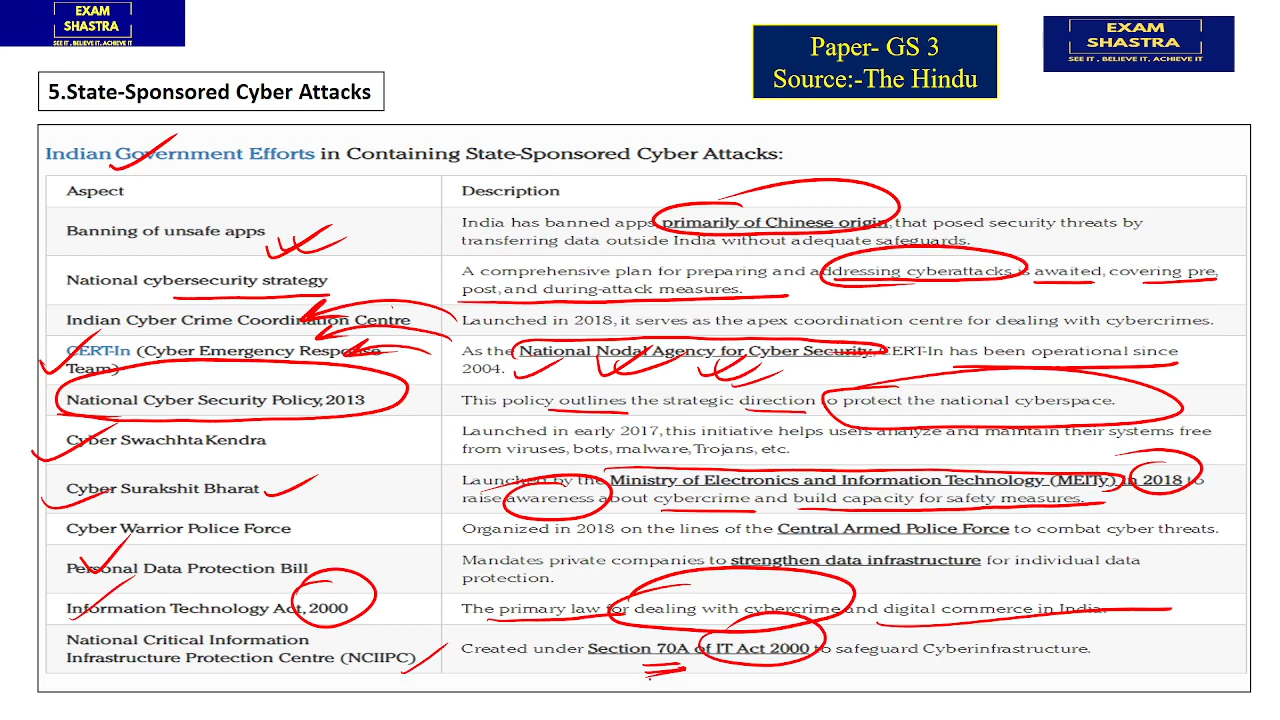 EXAM
SHASTRA
SEE IT , BELIEVE IT, ACHIEVE IT
Paper- GS 3
Source:-The Hindu
EXAM
SHASTRA
SEE IT , BELIEVE IT, ACHIEVE IT
5.State-Sponsored Cyber Attacks
Indian Government Efforts in Containing State-Sponsored Cyber Attacks:
Aspect
Description
Banning of unsafe apps
India has banned apps primarily of Chinese origin, that posed security threats by
transferring data outside India without adequate safeguards.
National cybersecurity strategy
A comprehensive plan for preparing and addressing cyberattacks is awaited, covering pre,
post, and during-attack measures.
Indian Cyber Crime Coordination Centre
Launched in 2018, it serves as the apex coordination centre for dealing with cybercrimes.
CERT-In (Cyber Emergency Response
Team)
As the National Nodal Agency for Cyber Security, CERT-In has been operational since
2004.
National Cyber Security Policy, 2013
This policy outlines the strategic direction to protect the national cyberspace.
Cyber Swachhta Kendra
Launched in early 2017, this initiative helps users analyze and maintain their systems free
from viruses, bots, malware, Trojans, etc.
Cyber Surakshit Bharat
Launched by the Ministry of Electronics and Information Technology (MEITy) in 2018 to
raise awareness about cybercrime and build capacity for safety measures.
Cyber Warrior Police Force
Organized in 2018 on the lines of the Central Armed Police Force to combat cyber threats.
Personal Data Protection Bill
Mandates private companies to strengthen data infrastructure for individual data
protection.
Information Technology Act, 2000
The primary law for dealing with cybercrime and digital commerce in India.
National Critical Information
Infrastructure Protection Centre (NCIIPC)
Created under Section 70A of IT Act 2000 to safeguard Cyberinfrastructure.